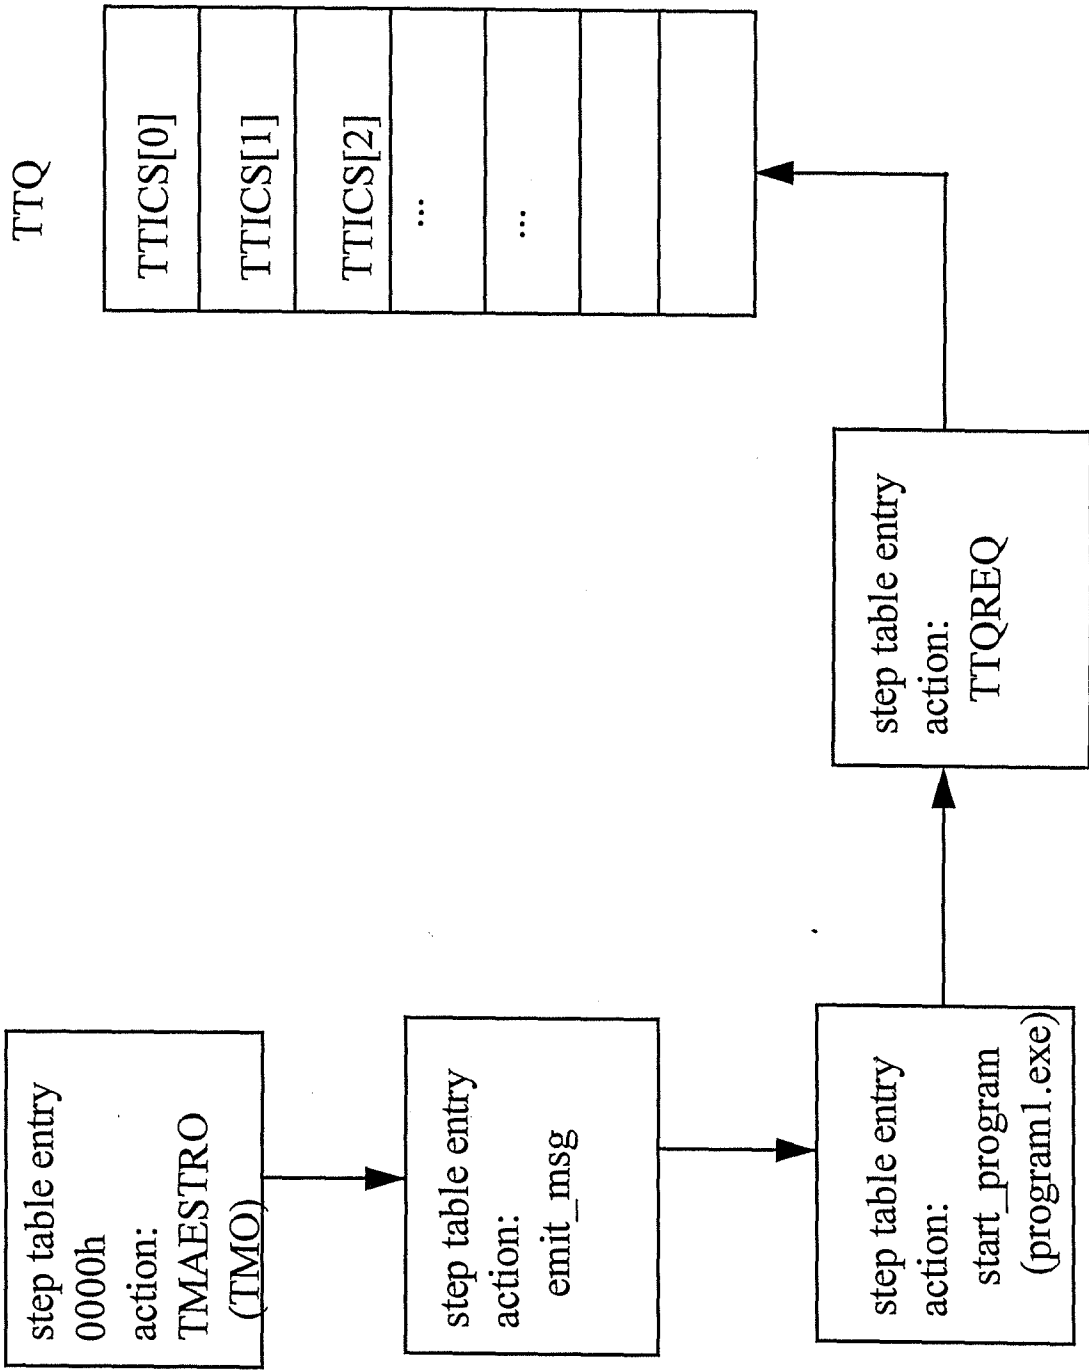 TTQ
TTICS[0]
TTICS[1]
TTICS[2]
...
...
step table entry
0000h
action:
TMAESTRO
(TMO)
step table entry
action:
emit_msg
step table entry
action:
start_program
(program1.exe)
step table entry
action:
TTQREQ